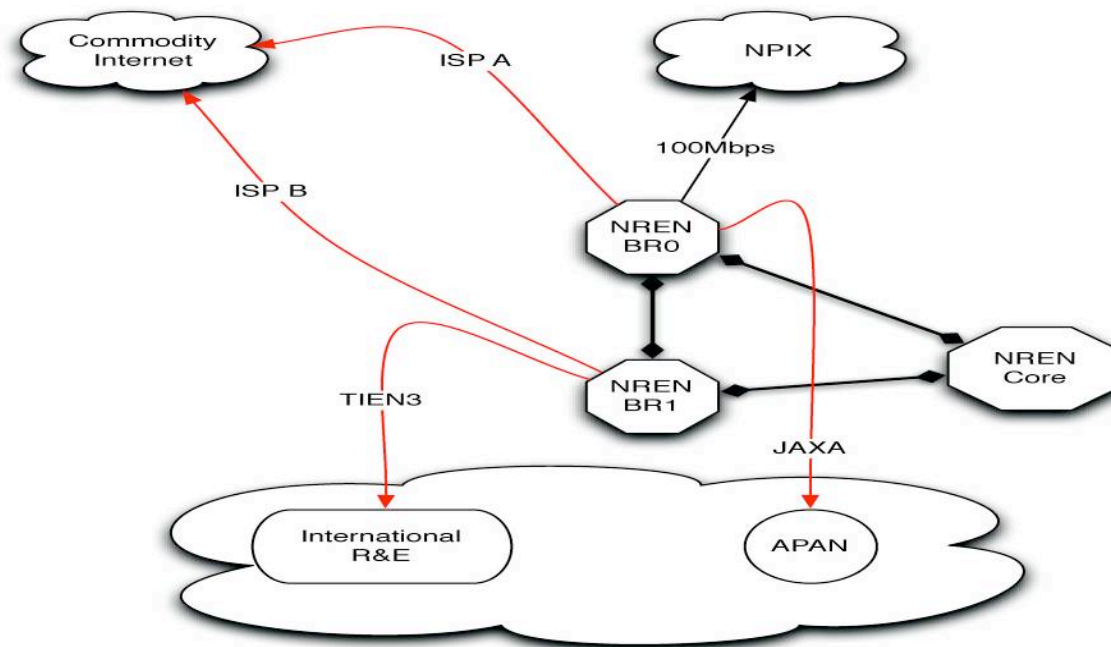 Commodity
Internet
ISP A
NPIX
100Mbps
ISP B
NREN
BR0
NREN
BR1
NREN
Core
TIEN3
JAXA
International
R&E
APAN